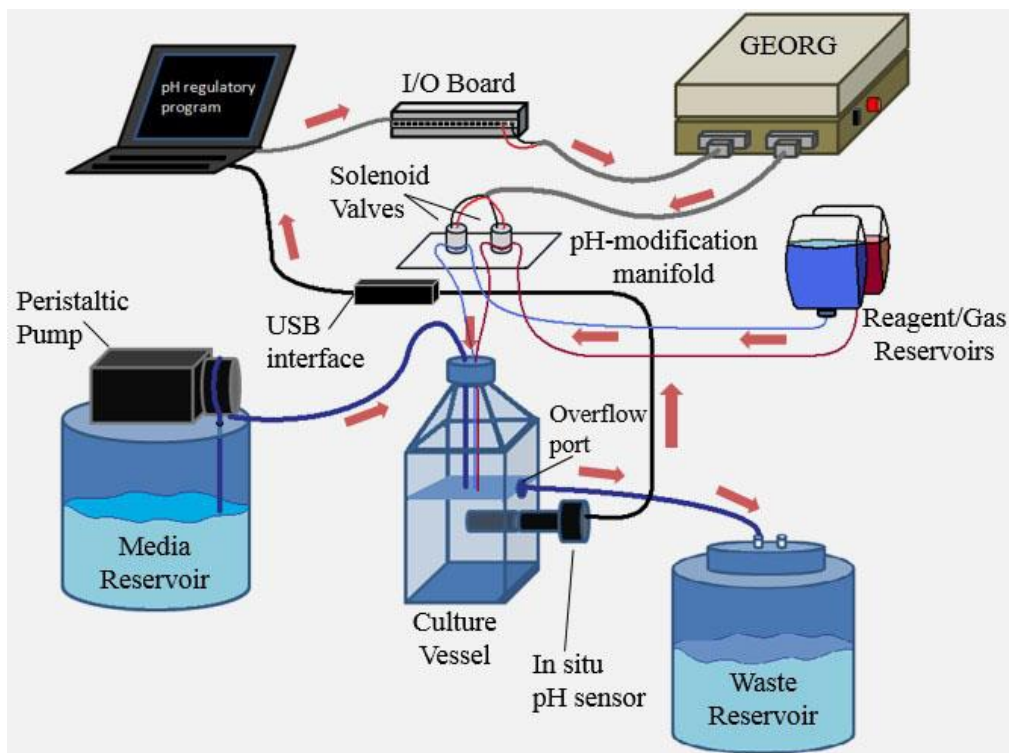 GEORG
pH regulatory
program
I/O Board
Solenoid
Valves
pH-modification
manifold
Peristaltic
Pump
USB
interface
Reagent/Gas
Reservoirs
Overflow
port
Media
Reservoir
Culture
Vessel
In situ
pH sensor
Waste
Reservoir